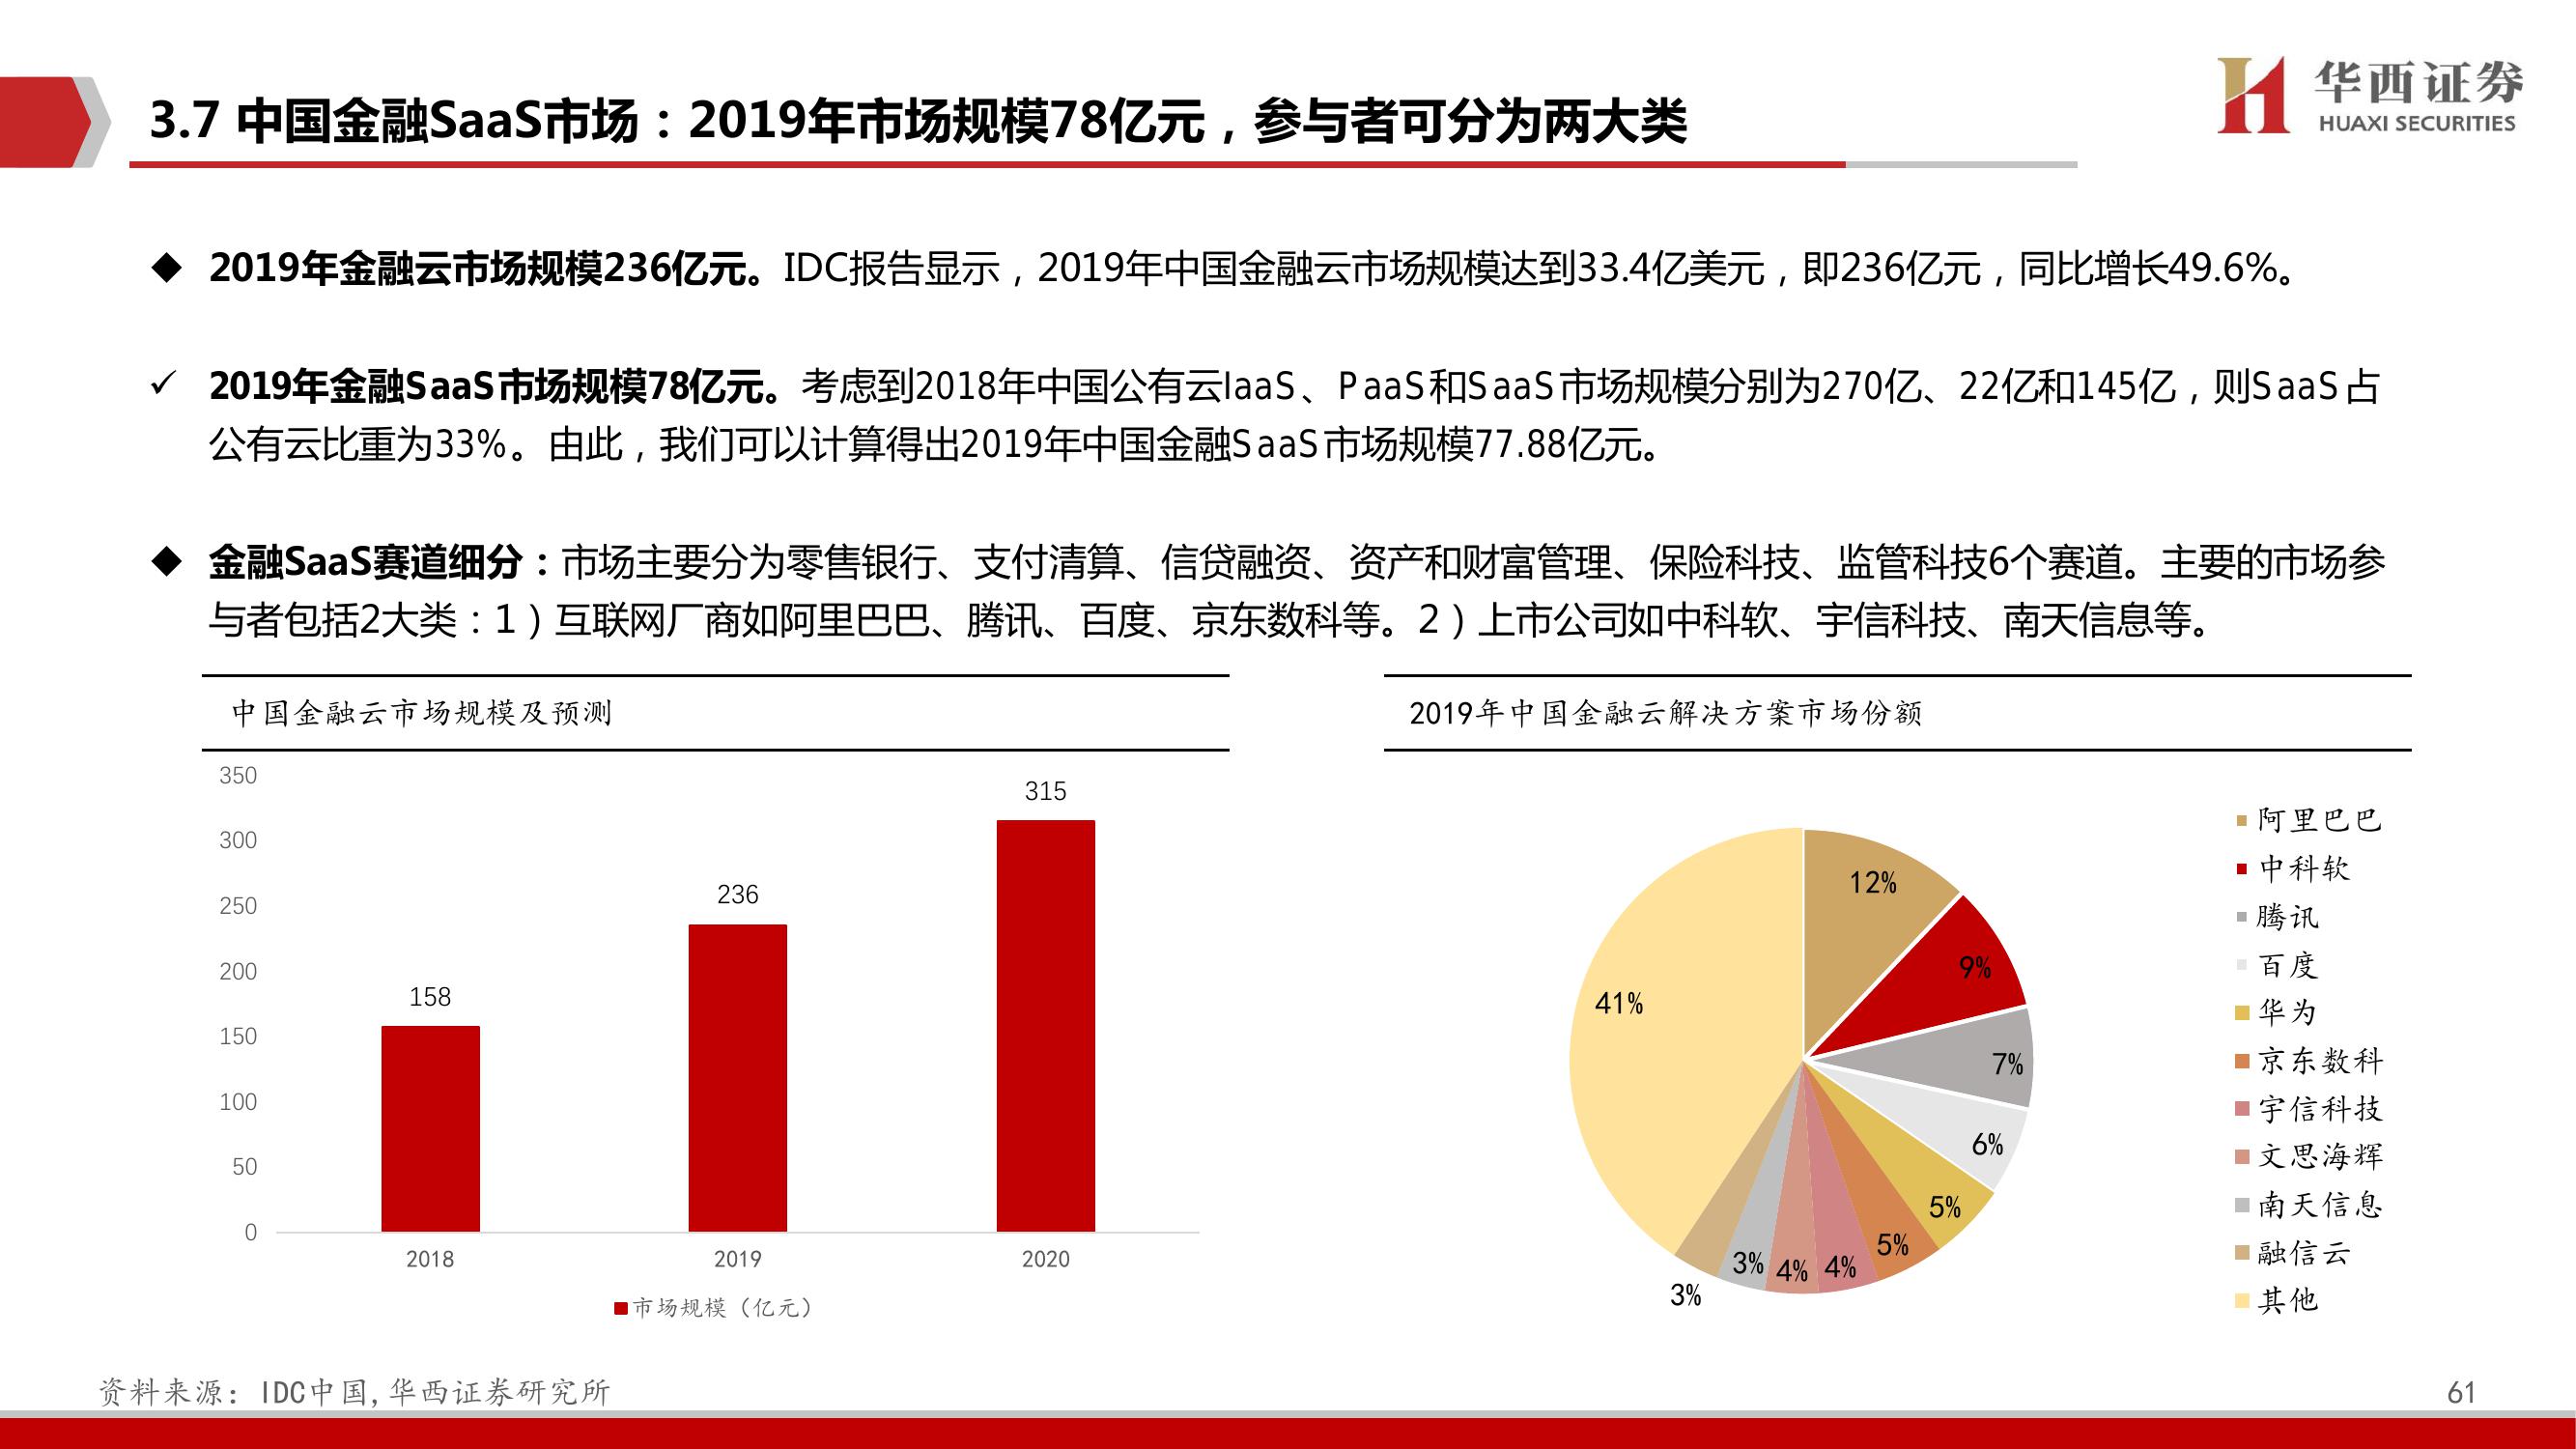 华西证券
HUAXI SECURITIES
3.7 中国金融SaaS市场：2019年市场规模78亿元，参与者可分为两大类
◆ 2019年金融云市场规模236亿元。IDC报告显示，2019年中国金融云市场规模达到33.4亿美元，即236亿元，同比增长49.6%。
✓ 2019年金融SaaS市场规模78亿元。考虑到2018年中国公有云IaaS、PaaS和SaaS市场规模分别为270亿、22亿和145亿，则SaaS占
公有云比重为33%。由此，我们可以计算得出2019年中国金融SaaS市场规模77.88亿元。
◆ 金融SaaS赛道细分：市场主要分为零售银行、支付清算、信贷融资、资产和财富管理、保险科技、监管科技6个赛道。主要的市场参
与者包括2大类：1）互联网厂商如阿里巴巴、腾讯、百度、京东数科等。2）上市公司如中科软、宇信科技、南天信息等。
中国金融云市场规模及预测
350
300
250
200
150
100
50
0
158
236
315
2018
2019
2020
市场规模（亿元）
2019年中国金融云解决方案市场份额
12%
9%
7%
6%
5%
5%
4%
4%
3%
3%
41%
阿里巴巴
中科软
腾讯
百度
华为
京东数科
宇信科技
文思海辉
南天信息
融信云
其他
资料来源：IDC中国,华西证券研究所
61